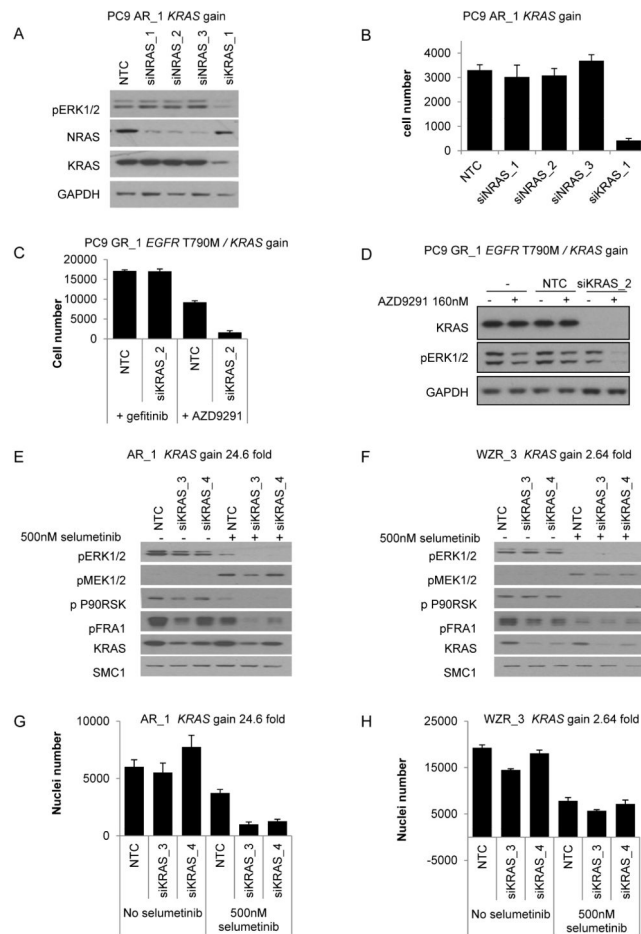 A
PC9 AR_1 KRAS gain
NTC
siNRAS_1
siNRAS_2
siNRAS_3
siKRAS_1
pERK1/2
NRAS
KRAS
GAPDH
B
PC9 AR_1 KRAS gain
cell number
4000
3000
2000
1000
0
NTC
siNRAS_1
siNRAS_2
siNRAS_3
siKRAS_1
C
PC9 GR_1 EGFR T790M / KRAS gain
Cell number
20000
15000
10000
5000
0
NTC
siKRAS_2
NTC
siKRAS_2
+ gefitinib
+ AZD9291
D
PC9 GR_1 EGFR T790M / KRAS gain
- NTC siKRAS_2
AZD9291 160nM - + - + - +
KRAS
pERK1/2
GAPDH
E
AR_1 KRAS gain 24.6 fold
NTC
siKRAS_3
siKRAS_4
NTC
siKRAS_3
siKRAS_4
500nM selumetinib - - - + + +
pERK1/2
pMEK1/2
p P90RSK
pFRA1
KRAS
SMC1
F
WZR_3 KRAS gain 2.64 fold
NTC
siKRAS_3
siKRAS_4
NTC
siKRAS_3
siKRAS_4
500nM selumetinib - - - + + +
pERK1/2
pMEK1/2
p P90RSK
pFRA1
KRAS
SMC1
G
AR_1 KRAS gain 24.6 fold
Nuclei number
10000
5000
0
NTC
siKRAS_3
siKRAS_4
NTC
siKRAS_3
siKRAS_4
No selumetinib
500nM
selumetinib
H
WZR_3 KRAS gain 2.64 fold
Nuclei number
25000
15000
5000
-5000
NTC
siKRAS_3
siKRAS_4
NTC
siKRAS_3
siKRAS_4
No selumetinib
500nM
selumetinib